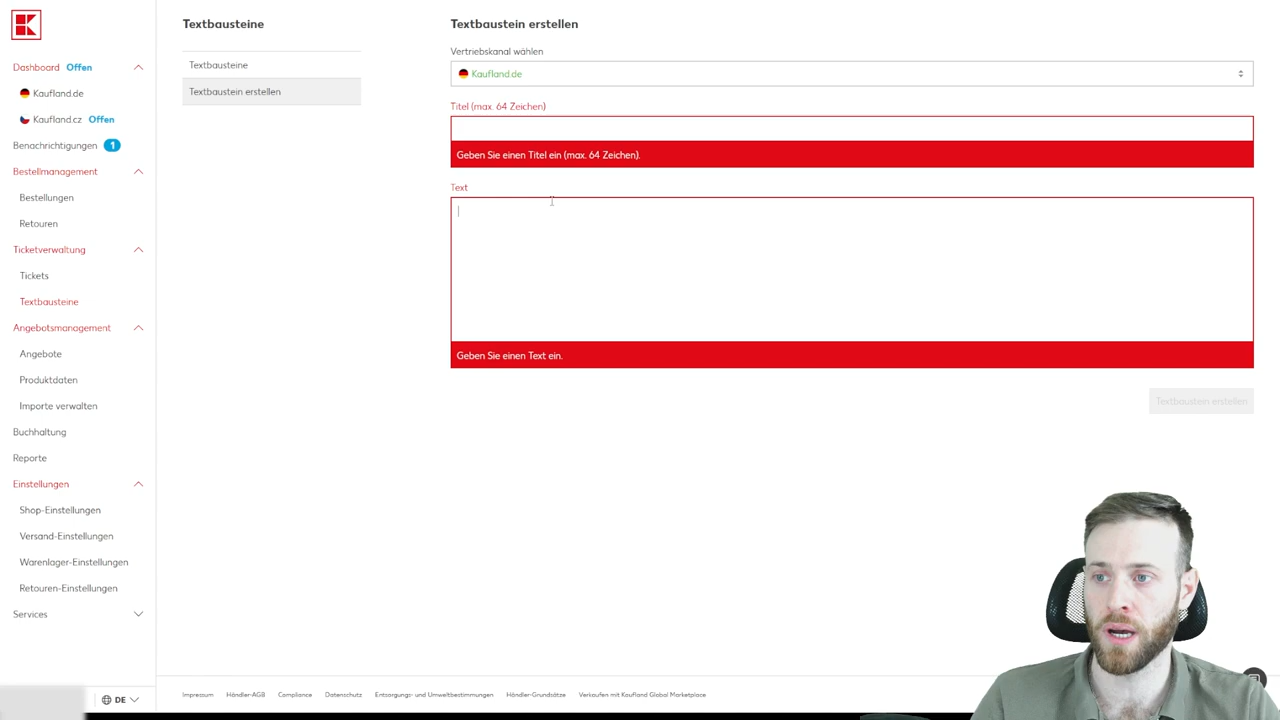 Dashboard Offen
Kaufland.de
Kaufland.cz Offen
Benachrichtigungen 1
Bestellmanagement
Bestellungen
Retouren
Ticketverwaltung
Tickets
Textbausteine
Angebotsmanagement
Angebote
Produktdaten
Importe verwalten
Buchhaltung
Reporte
Einstellungen
Shop-Einstellungen
Versand-Einstellungen
Warenlager-Einstellungen
Retouren-Einstellungen
Services
DE
Textbausteine
Textbausteine
Textbaustein erstellen
Textbaustein erstellen
Vertriebskanal wählen
Kaufland.de
Titel (max. 64 Zeichen)
Geben Sie einen Titel ein (max. 64 Zeichen).
Text
Geben Sie einen Text ein.
Textbaustein erstellen
Impressum Händler-AGB Compliance Datenschutz Entsorgungs- und Umweltbestimmungen Händler-Grundsätze Verkaufen mit Kaufland Global Marketplace